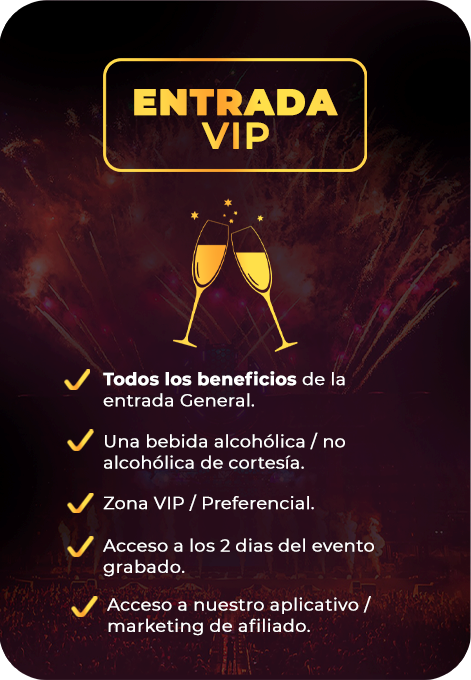 ENTRADA
VIP
Todos los beneficios de la
entrada General.
Una bebida alcohólica / no
alcohólica de cortesía.
Zona VIP / Preferencial.
Acceso a los 2 dias del evento
grabado.
Acceso a nuestro aplicativo /
marketing de afiliado.